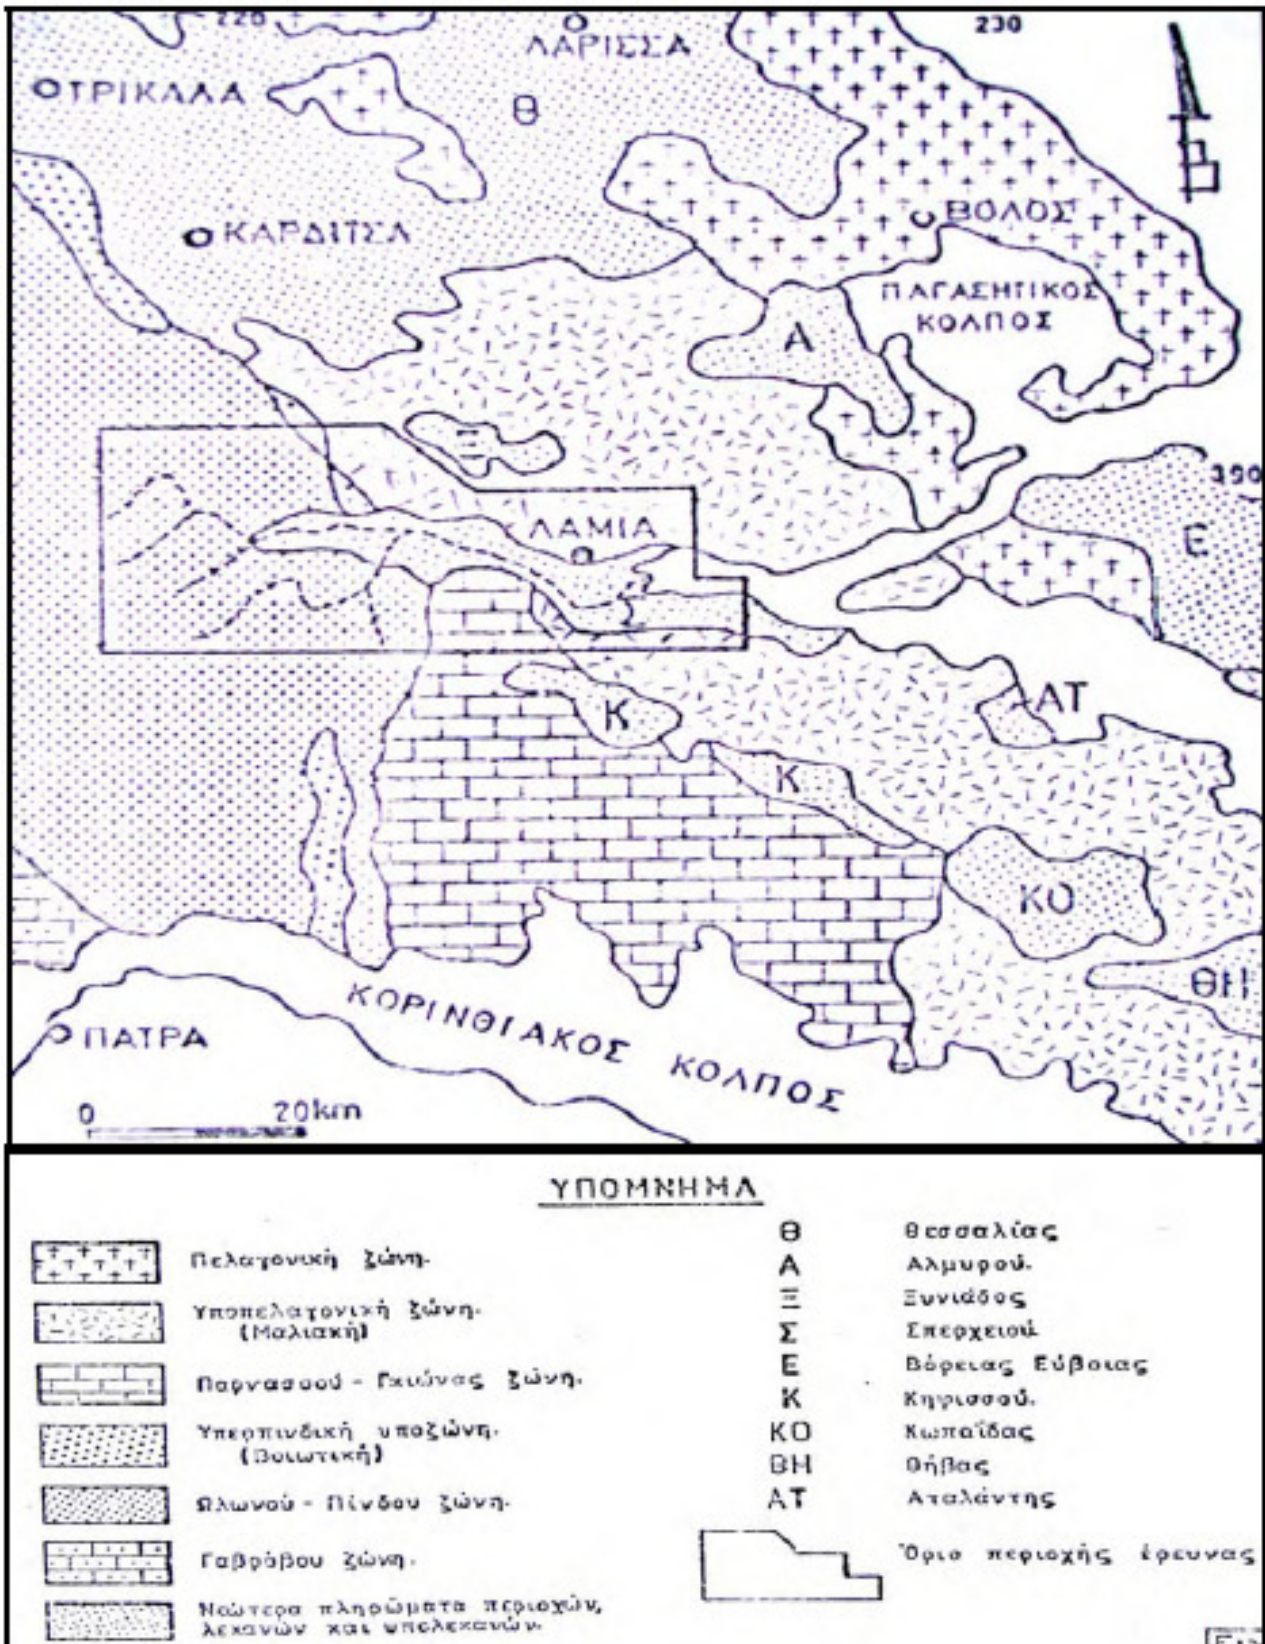 220
ΛΑΡΙΣΣΑ
230
ΤΡΙΚΑΛΑ
Θ
ΒΟΛΟΣ
ΚΑΡΔΙΤΣΑ
ΠΑΓΑΣΗΤΙΚΟΣ
ΚΟΛΠΟΣ
Α
Ξ
390
ΛΑΜΙΑ
Ε
ΑΤ
Κ
Κ
ΚΟ
ΘΗ
ΚΟΡΙΝΘΙΑΚΟΣ ΚΟΛΠΟΣ
ΠΑΤΡΑ
0 20km
ΥΠΟΜΝΗΜΑ
Πελαγονική ζώνη.
Υποπελαγονική ζώνη.
(Μαλιακή)
Παρνασσού - Γκιώνας ζώνη.
Υπερπινδική υποζώνη.
(Βοιωτική)
Ωλωνού - Πίνδου ζώνη.
Γαβρόβου ζώνη.
Νεώτερα πληρώματα περιοχών,
λεκανών και υπολεκανών.
Θ Θεσσαλίας
Α Αλμυρού.
Ξ Ξυνιάδος
Σ Σπερχειού
Ε Βόρειας Εύβοιας
Κ Κηφισσού.
ΚΟ Κωπαΐδας
ΘΗ Θήβας
ΑΤ Αταλάντης
Όριο περιοχής έρευνας